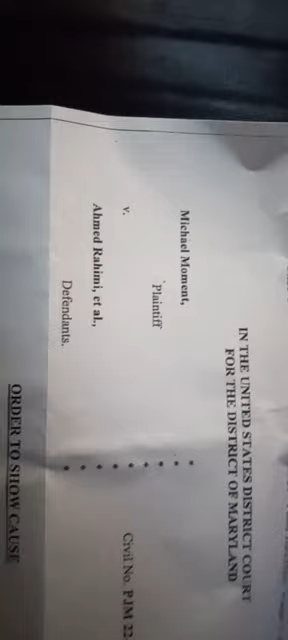 IN THE UNITED STATES DISTRICT COURT
FOR THE DISTRICT OF MARYLAND
Michael Moment,
Plaintiff
v.
Ahmed Rahimi, et al.,
Defendants.
*
*
*
*
*
*
*
*
*
Civil No. PJM 22
ORDER TO SHOW CAUSE